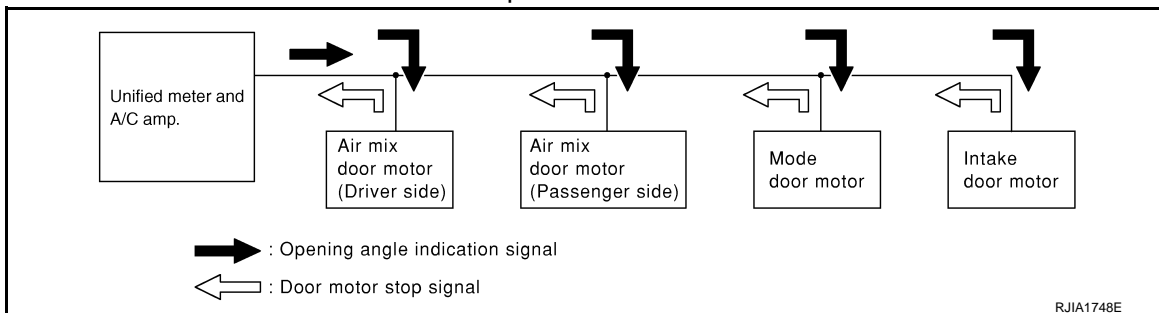 Unified meter and
A/C amp.
Air mix
door motor
(Driver side)
Air mix
door motor
(Passenger side)
Mode
door motor
Intake
door motor
: Opening angle indication signal
: Door motor stop signal
RJIA1748E